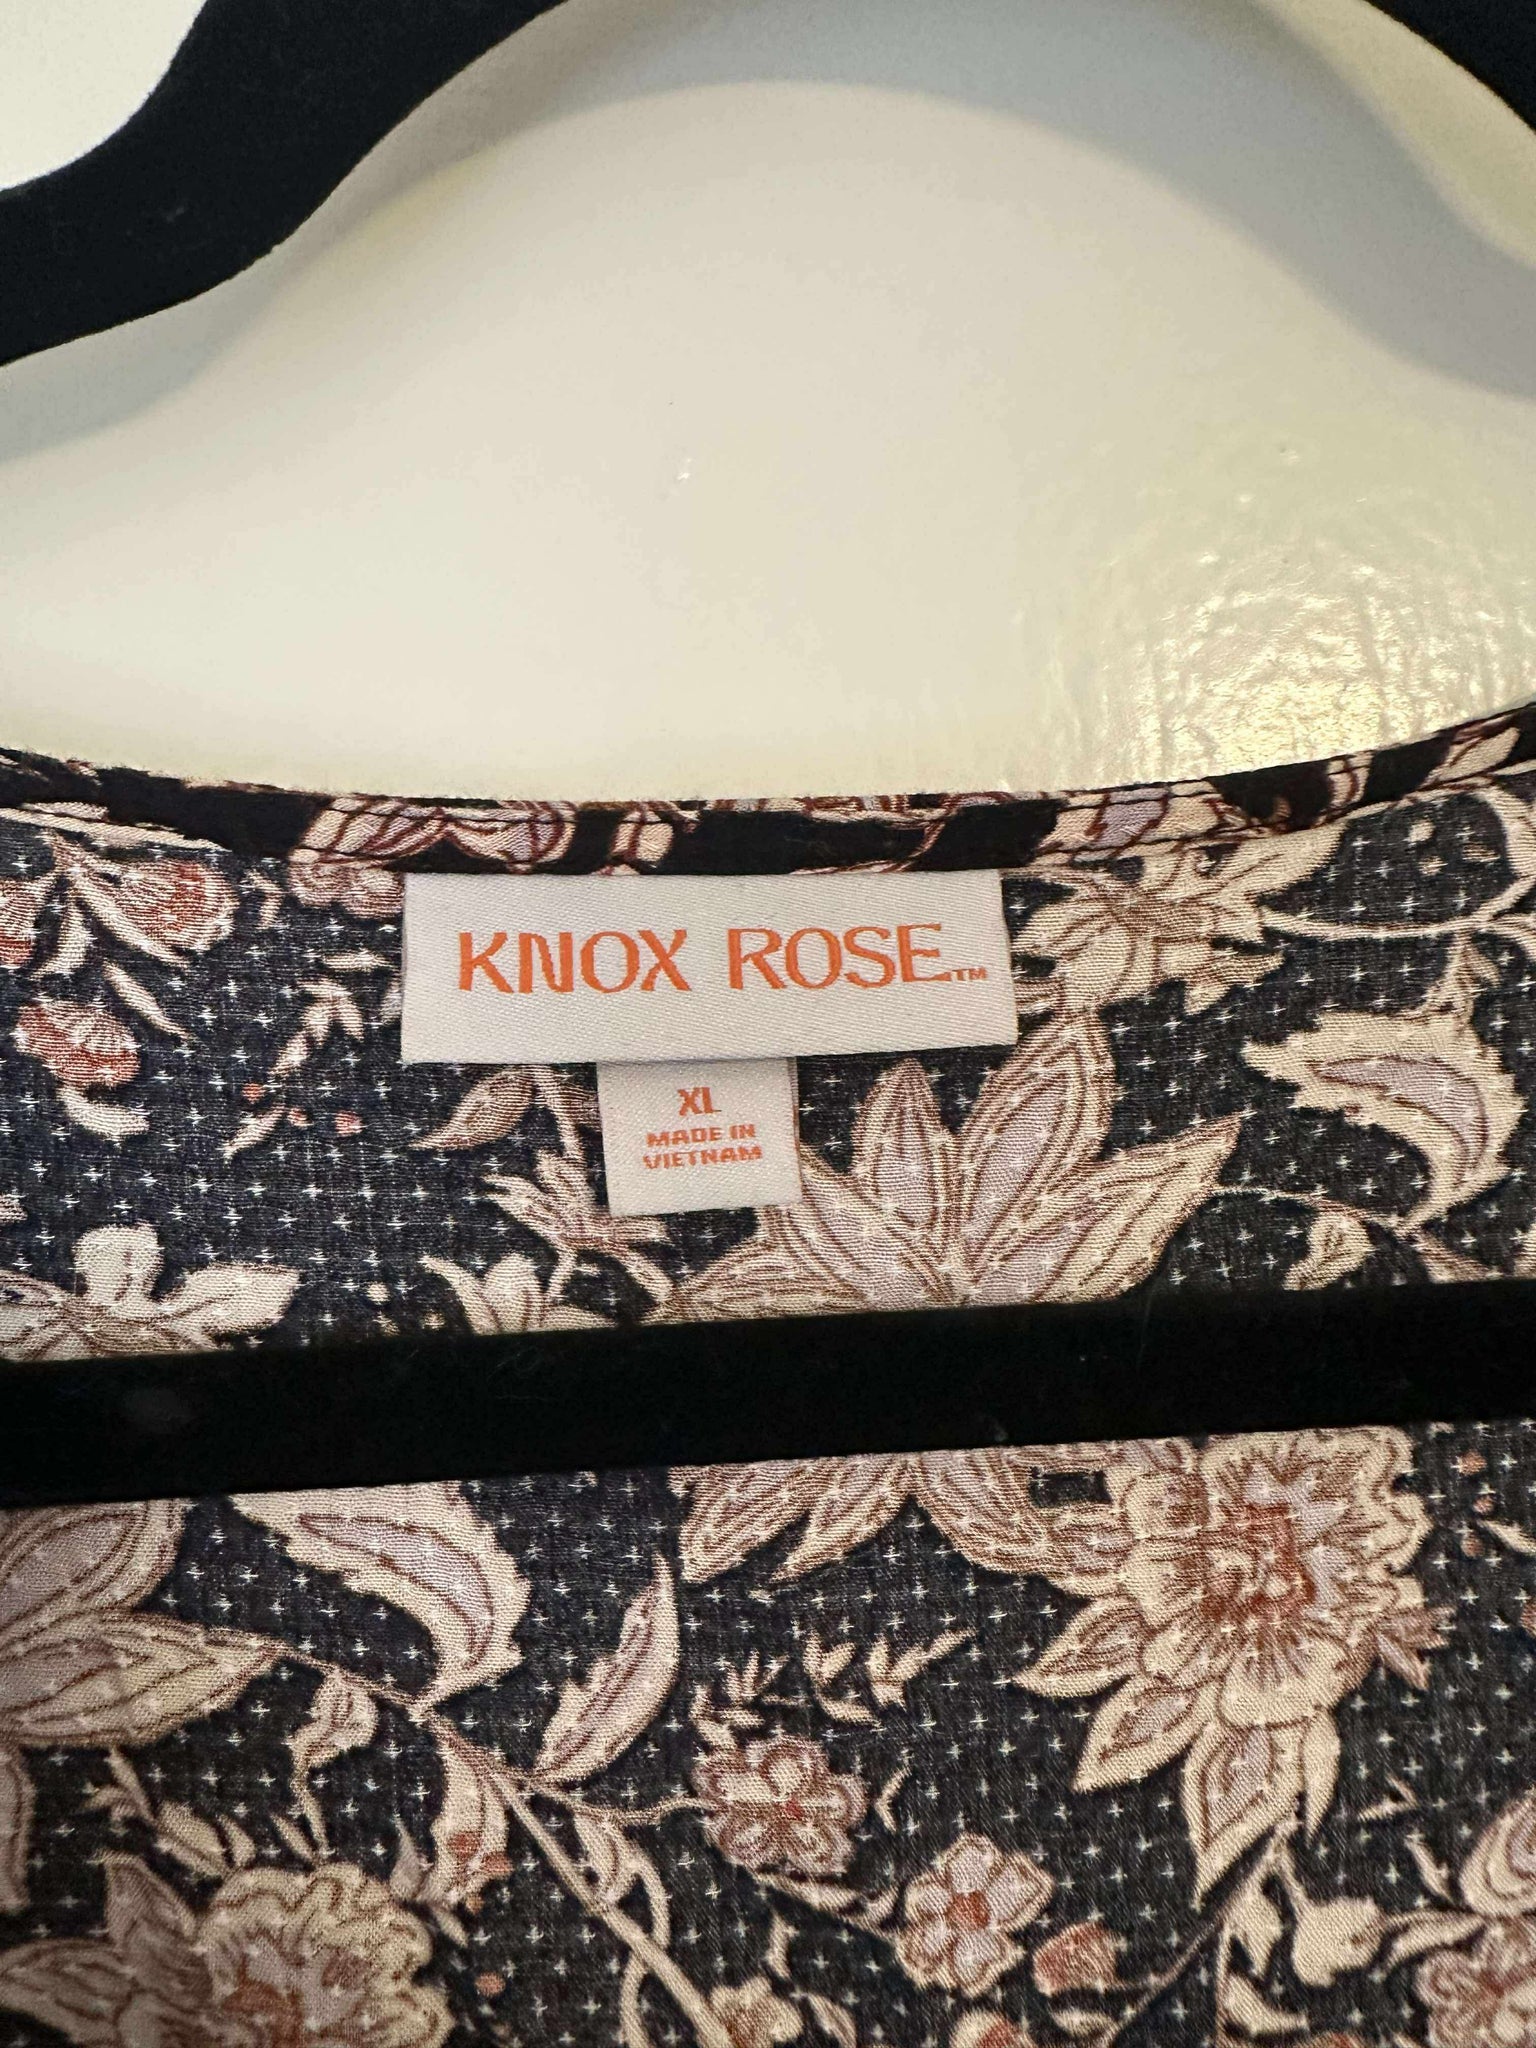 KNOX ROSE™
XL
MADE IN
VIETNAM